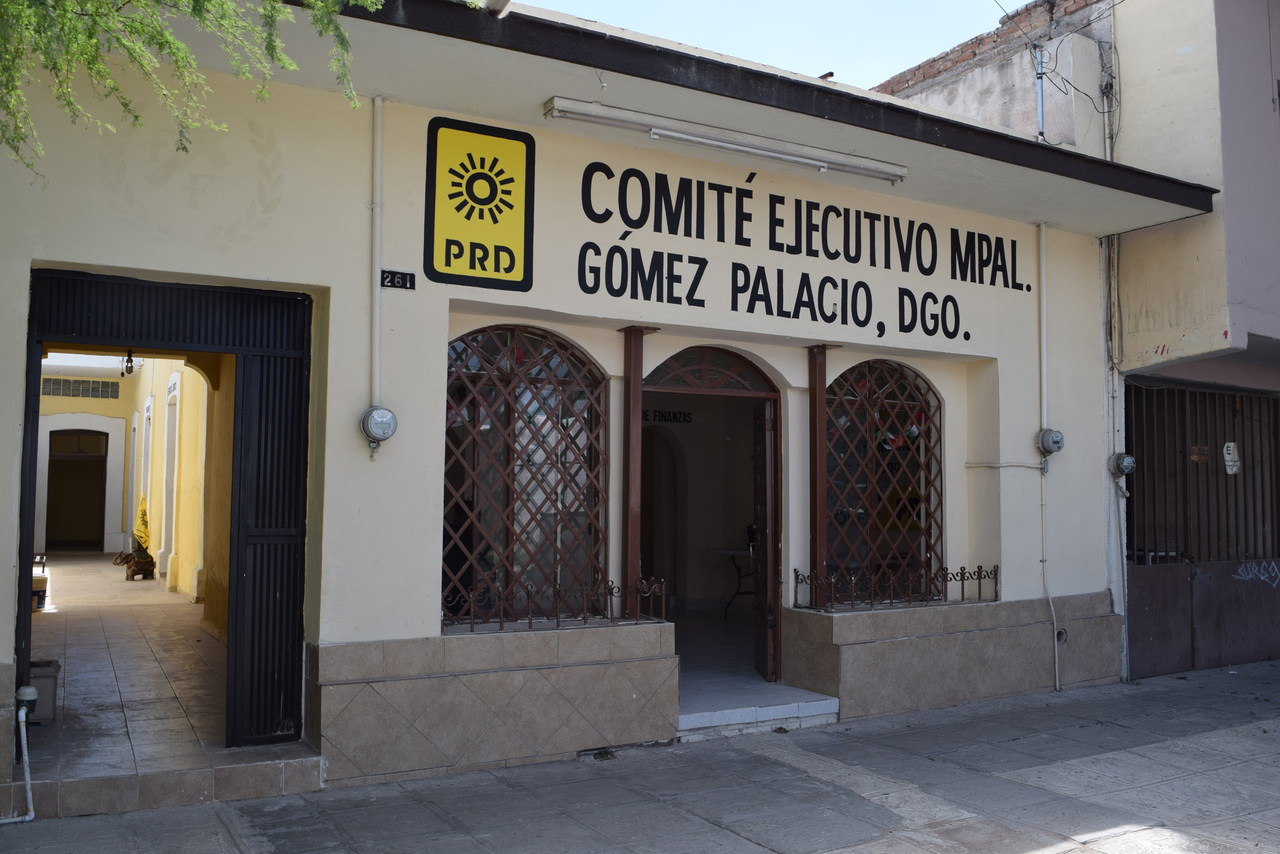 PRD
COMITÉ EJECUTIVO MPAL.
GÓMEZ PALACIO, DGO.
261
DE FINANZAS
E